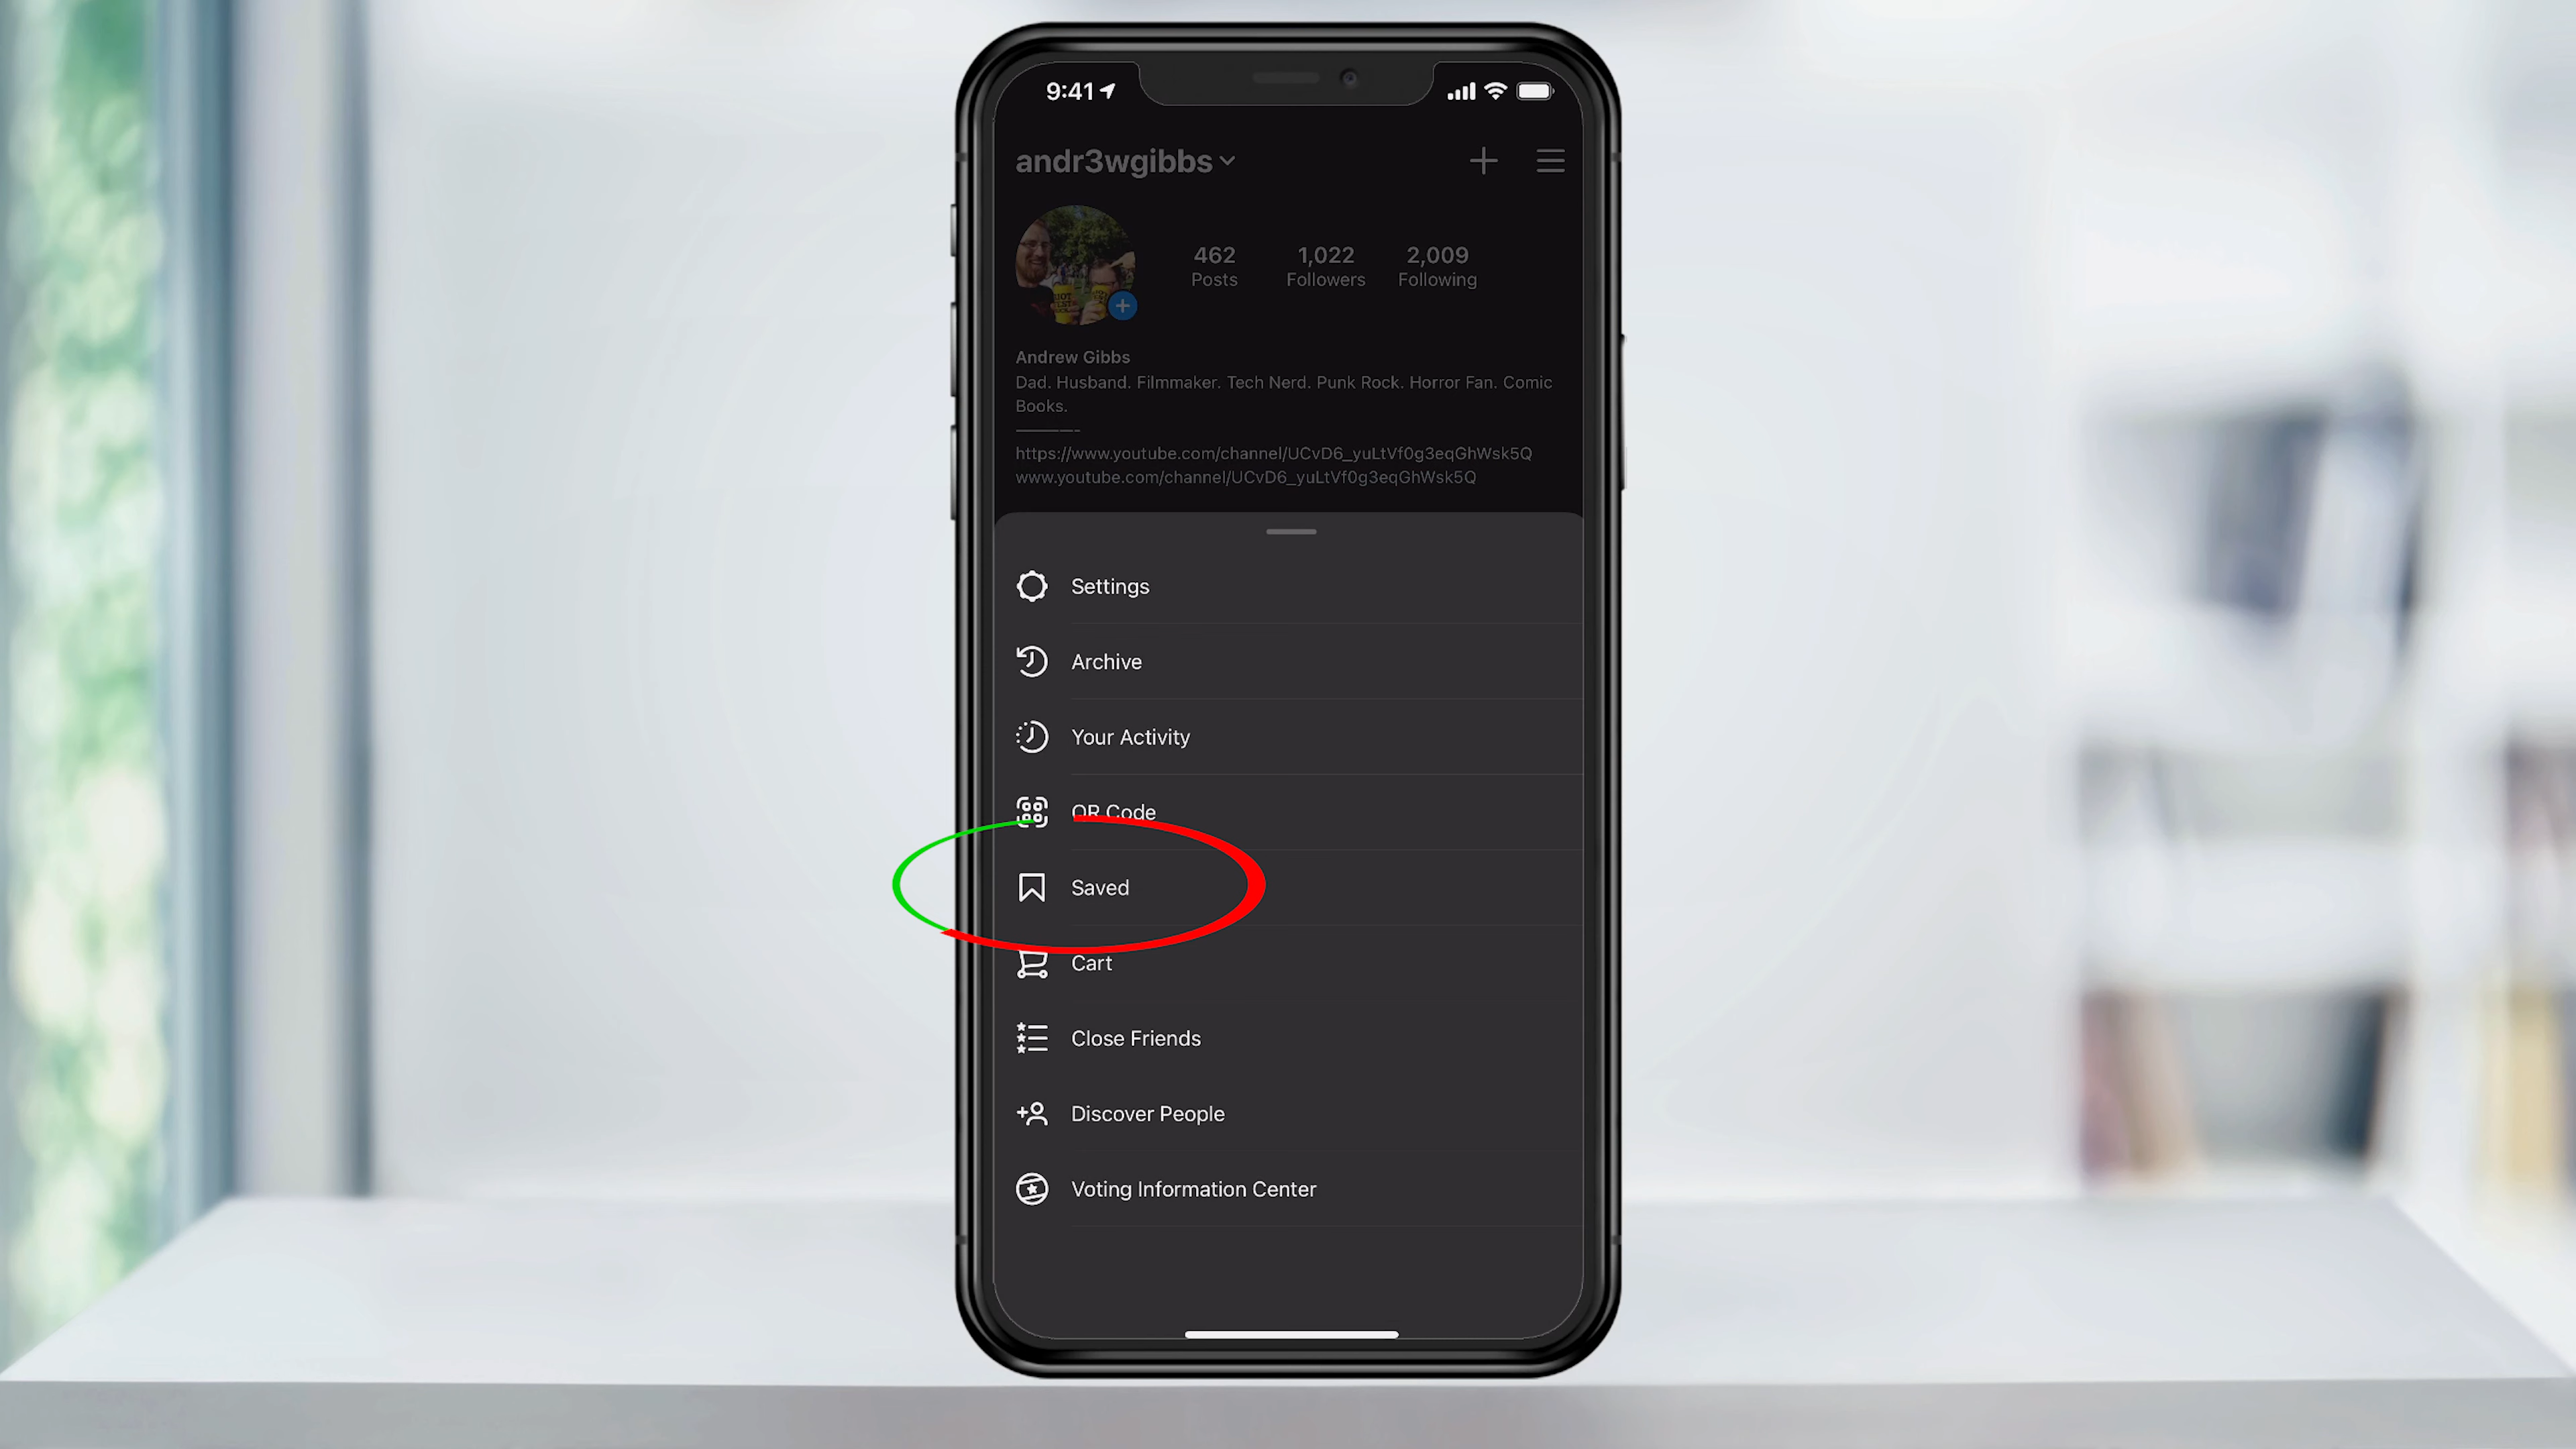 9:41
andr3wgibbs
462 1,022 2,009
Posts Followers Following
Andrew Gibbs
Dad. Husband. Filmmaker. Tech Nerd. Punk Rock. Horror Fan. Comic
Books.
————-
https://www.youtube.com/channel/UCvD6_yuLtVf0g3eqGhWsk5Q
www.youtube.com/channel/UCvD6_yuLtVf0g3eqGhWsk5Q
Settings
Archive
Your Activity
QR Code
Saved
Cart
Close Friends
Discover People
Voting Information Center